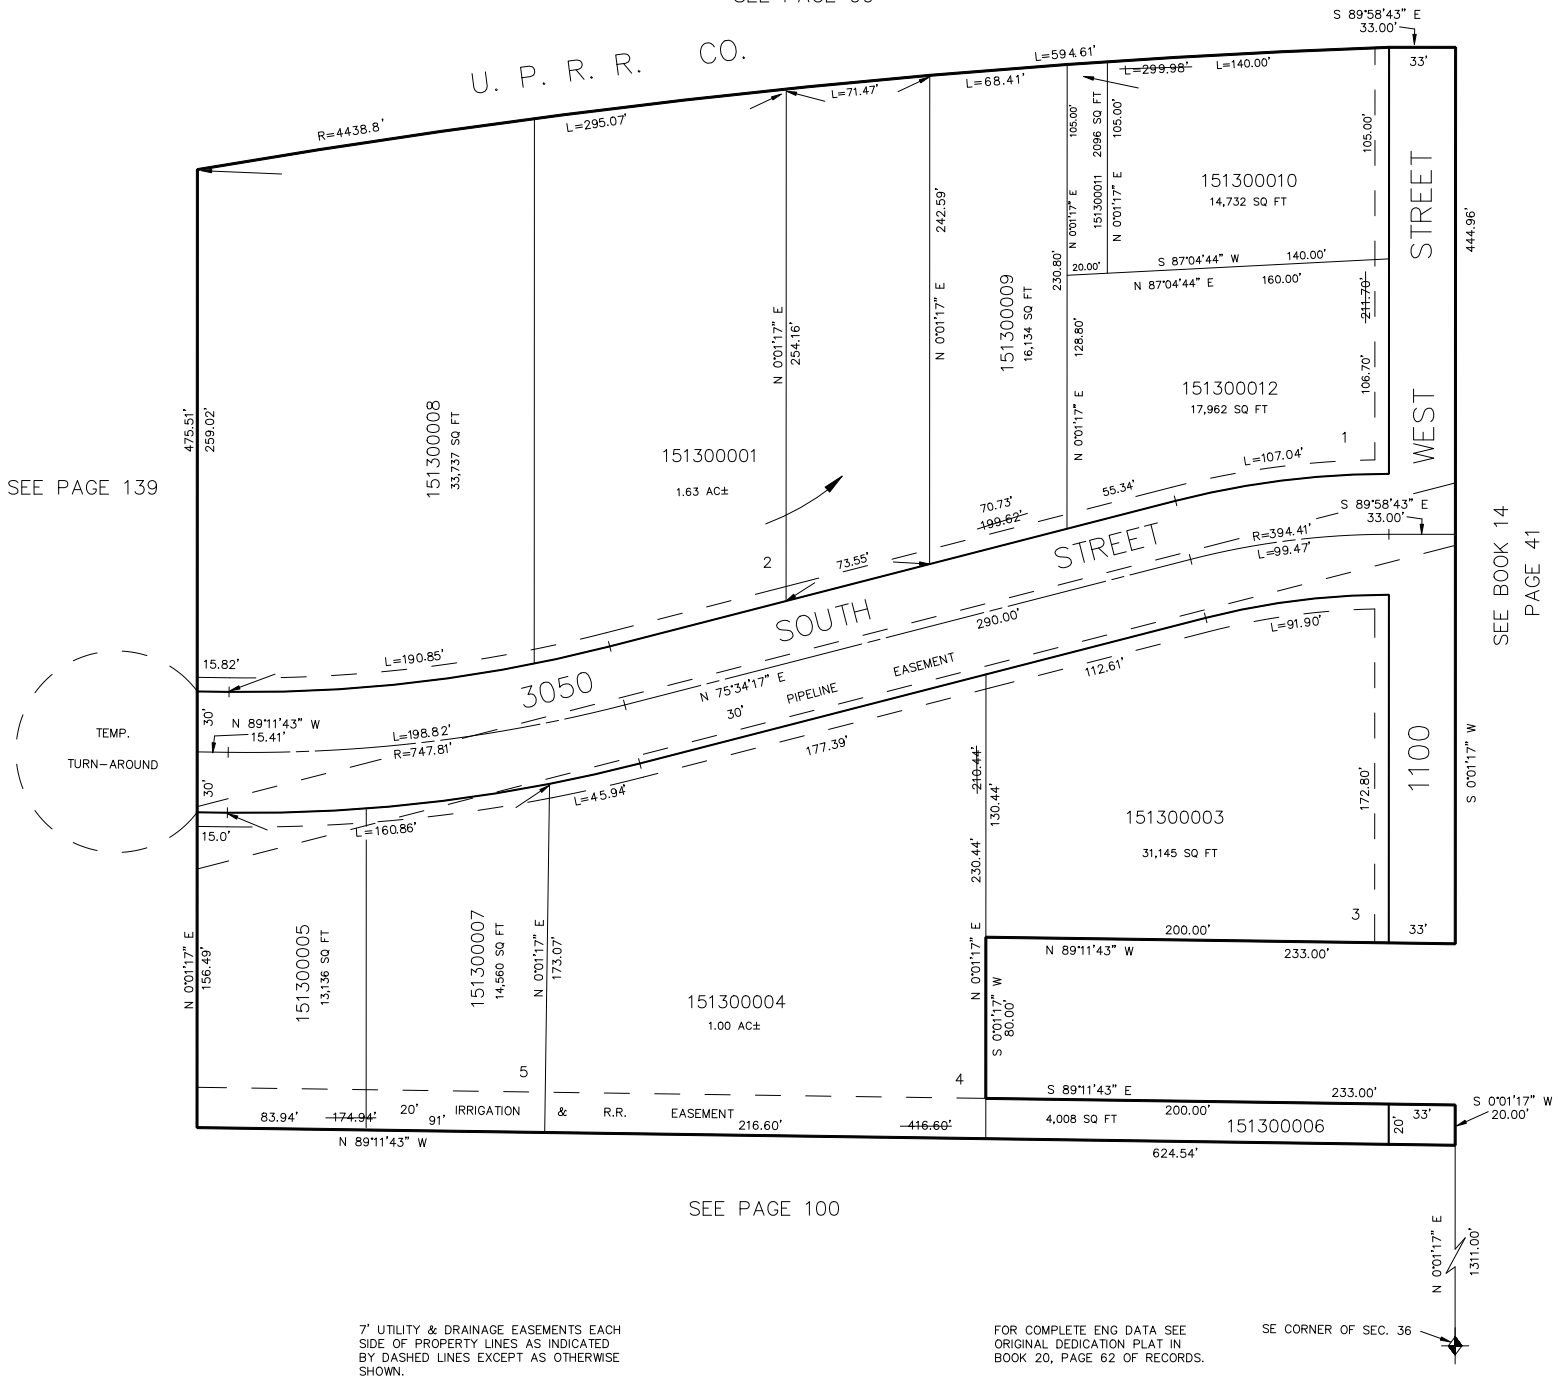 S 89°58'43" E
33.00'
U. P. R. R. CO.
L=594.61'
L=299.98'
L=140.00'
33'
R=4438.8'
L=295.07'
L=71.47'
L=68.41'
105.00'
2096 SQ FT
105.00'
105.00'
151300010
14,732 SQ FT
STREET
444.96'
N 0°01'17" E
151300011
N 0°01'17" E
242.59'
230.80'
20.00'
S 87°04'44" W
140.00'
N 87°04'44" E
160.00'
211.70'
N 0°01'17" E
254.16'
N 0°01'17" E
151300009
16,134 SQ FT
128.80'
N 0°01'17" E
106.70'
151300012
17,962 SQ FT
WEST
475.51'
259.02'
151300008
33,737 SQ FT
151300001
1.63 AC±
1
L=107.04'
SEE PAGE 139
70.73'
199.62'
55.34'
S 89°58'43" E
33.00'
SEE BOOK 14
PAGE 41
2
73.55'
STREET
R=394.41'
L=99.47'
SOUTH
290.00'
L=91.90'
15.82'
L=190.85'
3050
N 75°34'17" E
EASEMENT
PIPELINE
30'
112.61'
TEMP.
TURN-AROUND
30'
N 89°11'43" W
15.41'
L=198.82'
R=747.81'
177.39'
30'
15.0'
L=160.86'
L=45.94'
210.44'
130.44'
230.44'
172.80'
1100
S 0°01'17" W
151300003
31,145 SQ FT
3
200.00'
33'
N 89°11'43" W
233.00'
N 0°01'17" E
156.49'
151300005
13,136 SQ FT
151300007
14,560 SQ FT
N 0°01'17" E
173.07'
N 0°01'17" E
151300004
1.00 AC±
S 0°01'17" W
80.00'
5
4
S 89°11'43" E
233.00'
S 0°01'17" W
20.00'
83.94'
174.94'
20'
91'
IRRIGATION & R.R. EASEMENT
216.60'
416.60'
4,008 SQ FT
200.00'
151300006
20'
33'
N 89°11'43" W
624.54'
SEE PAGE 100
N 0°01'17" E
1311.00'
7' UTILITY & DRAINAGE EASEMENTS EACH
SIDE OF PROPERTY LINES AS INDICATED
BY DASHED LINES EXCEPT AS OTHERWISE
SHOWN.
FOR COMPLETE ENG DATA SEE
ORIGINAL DEDICATION PLAT IN
BOOK 20, PAGE 62 OF RECORDS.
SE CORNER OF SEC. 36